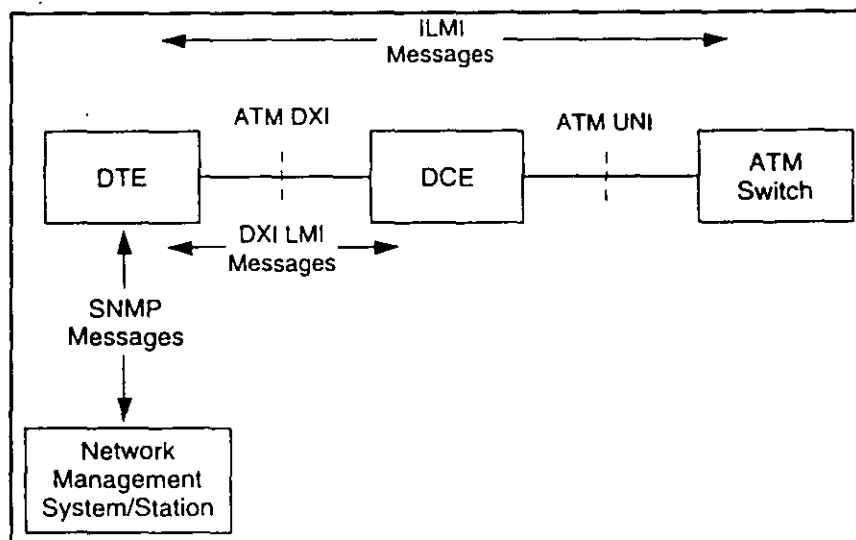 ILMI
Messages
ATM DXI
ATM UNI
DTE
DCE
ATM
Switch
DXI LMI
Messages
SNMP
Messages
Network
Management
System/Station